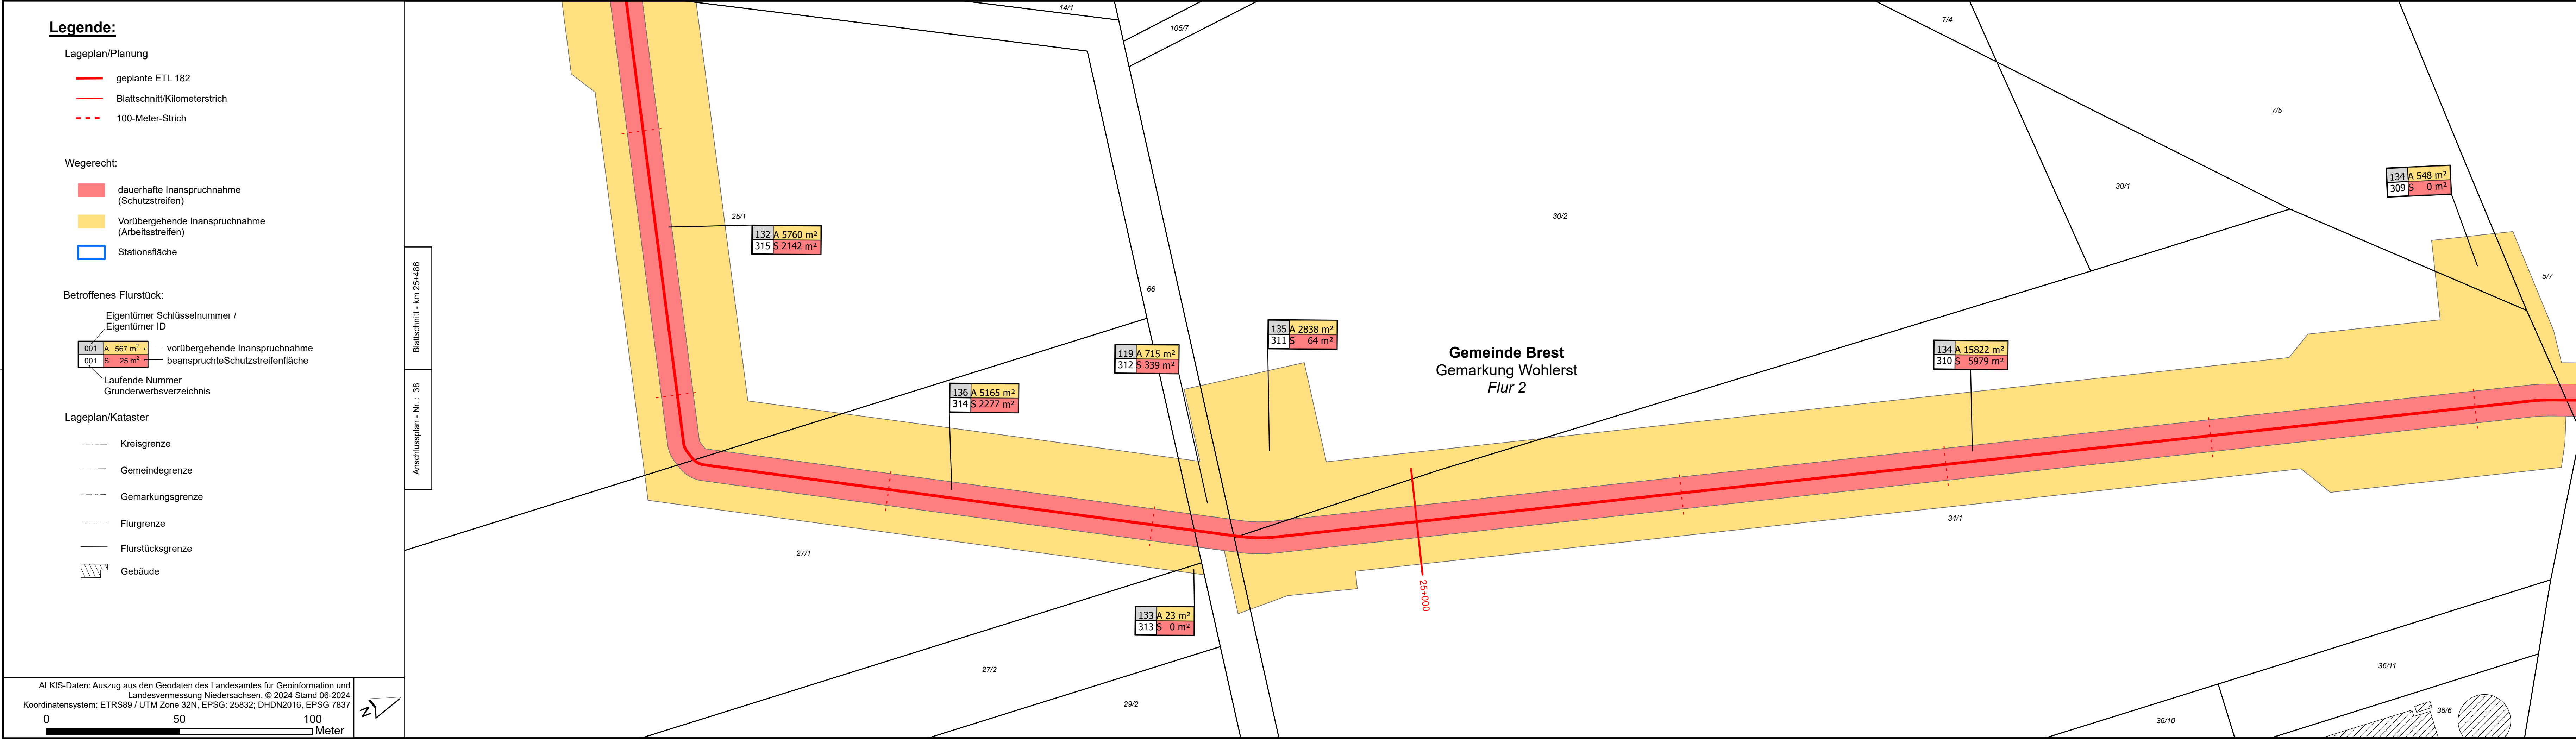 Legende:
Lageplan/Planung
geplante ETL 182
Blattschnitt/Kilometerstrich
100-Meter-Strich
Wegerecht:
dauerhafte Inanspruchnahme
(Schutzstreifen)
Vorübergehende Inanspruchnahme
(Arbeitsstreifen)
Stationsfläche
Betroffenes Flurstück:
Eigentümer Schlüsselnummer /
Eigentümer ID
001 A 567 m²
vorübergehende Inanspruchnahme
001 S 25 m²
beanspruchteSchutzstreifenfläche
Laufende Nummer
Grunderwerbsverzeichnis
Lageplan/Kataster
Kreisgrenze
Gemeindegrenze
Gemarkungsgrenze
Flurgrenze
Flurstücksgrenze
Gebäude
ALKIS-Daten: Auszug aus den Geodaten des Landesamtes für Geoinformation und
Landesvermessung Niedersachsen, © 2024 Stand 06-2024
Koordinatensystem: ETRS89 / UTM Zone 32N, EPSG: 25832; DHDN2016, EPSG 7837
0 50 100
Meter
N
Blattschnitt - km 25+486
Anschlussplan - Nr. : 38
14/1
105/7
7/4
7/5
25/1
30/2
30/1
5/7
66
132 A 5760 m²
315 S 2142 m²
134 A 548 m²
309 S 0 m²
135 A 2838 m²
311 S 64 m²
119 A 715 m²
312 S 339 m²
136 A 5165 m²
314 S 2277 m²
134 A 15822 m²
310 S 5979 m²
Gemeinde Brest
Gemarkung Wohlerst
Flur 2
27/1
34/1
25+000
133 A 23 m²
313 S 0 m²
27/2
29/2
36/11
36/10
36/6